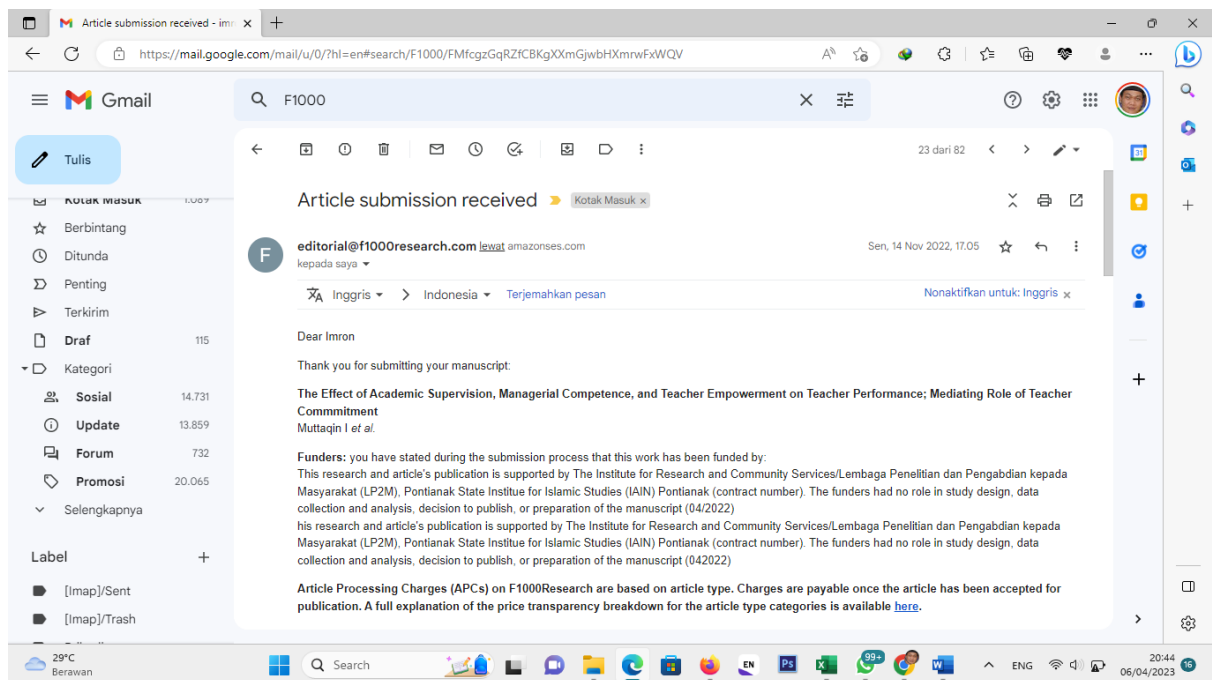 Article submission received - imr
https://mail.google.com/mail/u/0/?hl=en#search/F1000/FMfcgzGqRZfCBKgXXmGjwbHXmrwFxWQV
Gmail
F1000
Tulis
23 dari 82
Kotak Masuk 1.089
Berbintang
Ditunda
Penting
Terkirim
Draf 115
Kategori
Sosial 14.731
Update 13.859
Forum 732
Promosi 20.065
Selengkapnya
Label
[Imap]/Sent
[Imap]/Trash
Article submission received Kotak Masuk
F
editorial@f1000research.com lewat amazonses.com
Sen, 14 Nov 2022, 17.05
kepada saya
Inggris Indonesia Terjemahkan pesan
Nonaktifkan untuk: Inggris
Dear Imron
Thank you for submitting your manuscript:
The Effect of Academic Supervision, Managerial Competence, and Teacher Empowerment on Teacher Performance; Mediating Role of Teacher
Commmitment
Muttaqin I et al.
Funders: you have stated during the submission process that this work has been funded by:
This research and article's publication is supported by The Institute for Research and Community Services/Lembaga Penelitian dan Pengabdian kepada
Masyarakat (LP2M), Pontianak State Institue for Islamic Studies (IAIN) Pontianak (contract number). The funders had no role in study design, data
collection and analysis, decision to publish, or preparation of the manuscript (04/2022)
his research and article's publication is supported by The Institute for Research and Community Services/Lembaga Penelitian dan Pengabdian kepada
Masyarakat (LP2M), Pontianak State Institue for Islamic Studies (IAIN) Pontianak (contract number). The funders had no role in study design, data
collection and analysis, decision to publish, or preparation of the manuscript (042022)
Article Processing Charges (APCs) on F1000Research are based on article type. Charges are payable once the article has been accepted for
publication. A full explanation of the price transparency breakdown for the article type categories is available here.
31
29°C
Berawan
Search
EN
Ps
99+
ENG
20:44
06/04/2023
16